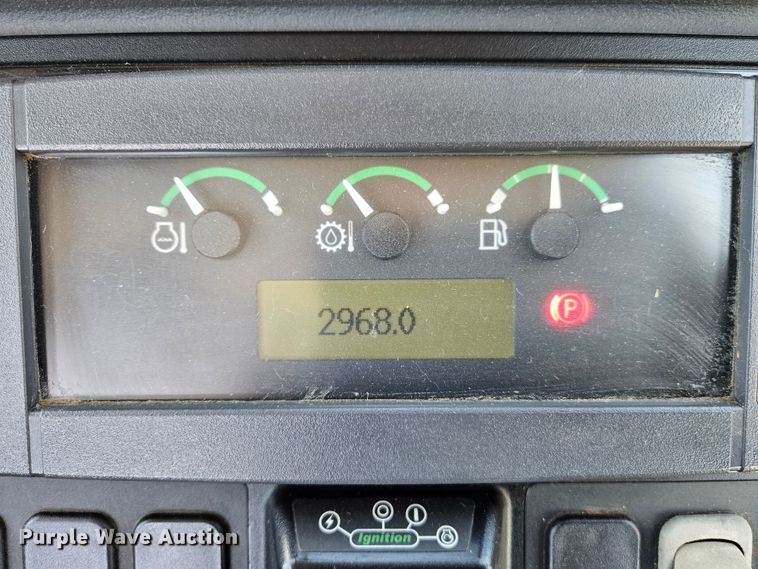 2968.0
P
Ignition
Purple Wave Auction